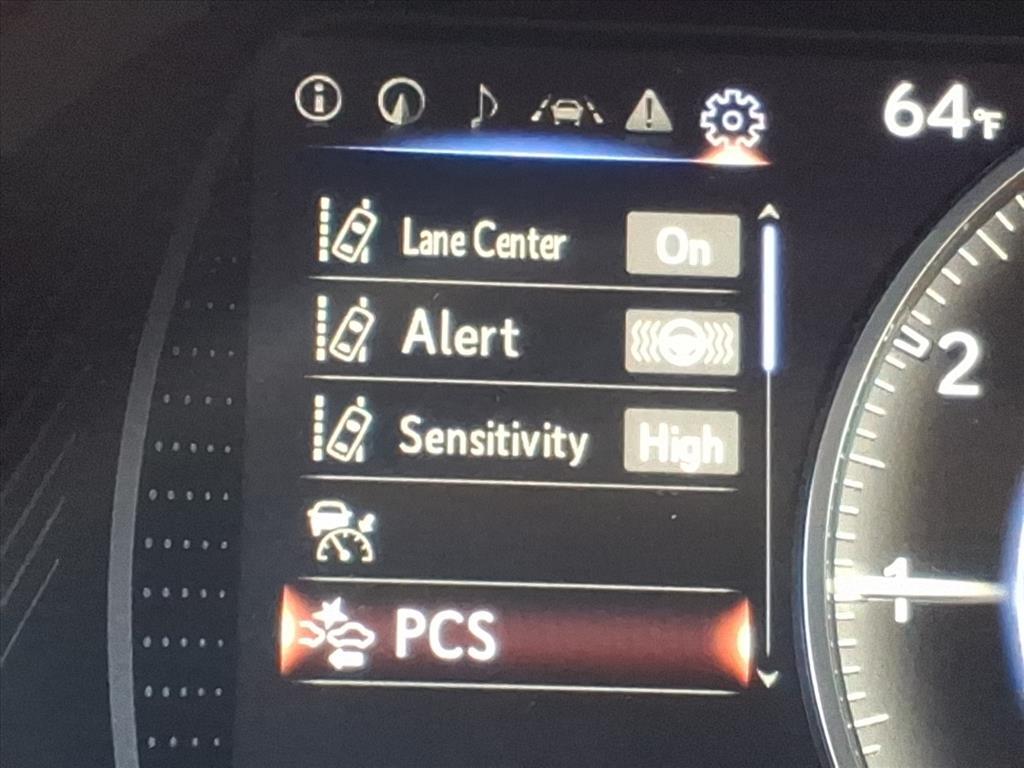 64°F
Lane Center On
Alert
Sensitivity High
PCS
2
1